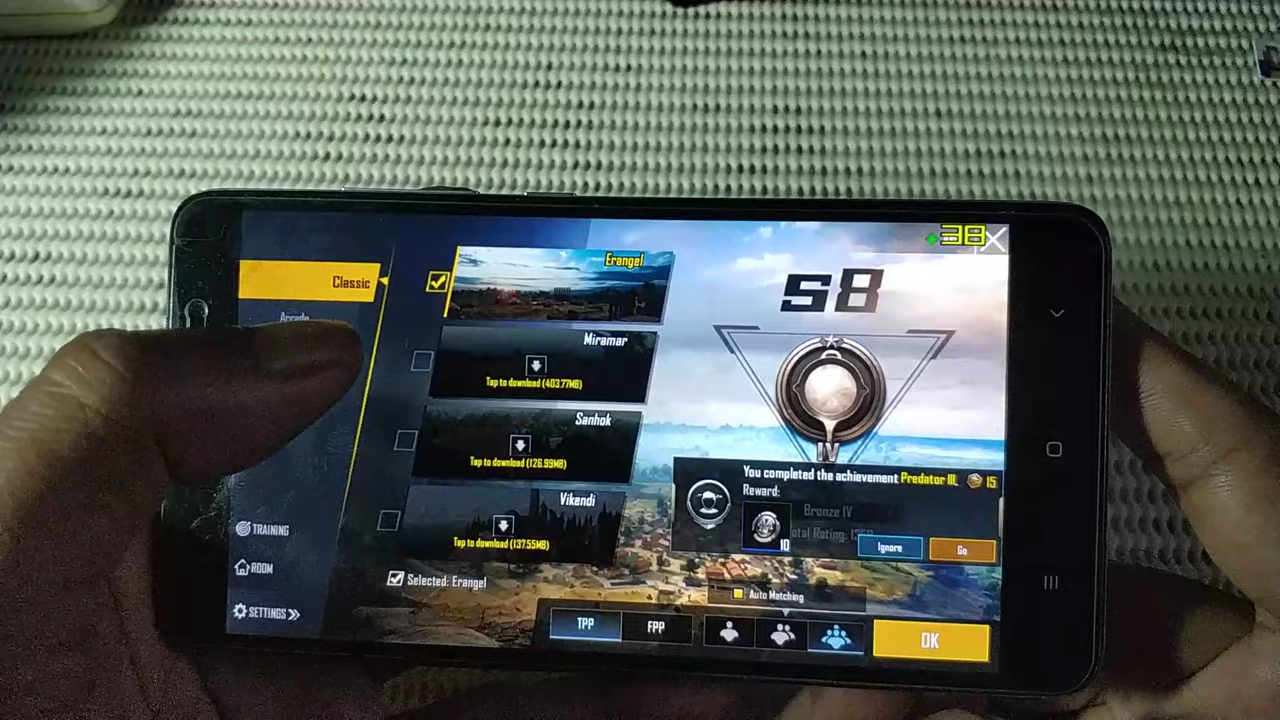 38
Classic
Arcade
Erangel
Miramar
Tap to download (403.77MB)
Sanhok
Tap to download (126.99MB)
Vikendi
Tap to download (137.55MB)
Selected: Erangel
TRAINING
ROOM
SETTINGS
S8
IV
You completed the achievement Predator III. 15
Reward:
10
Bronze IV
Ignore
Go
Auto Matching
TPP
FPP
OK